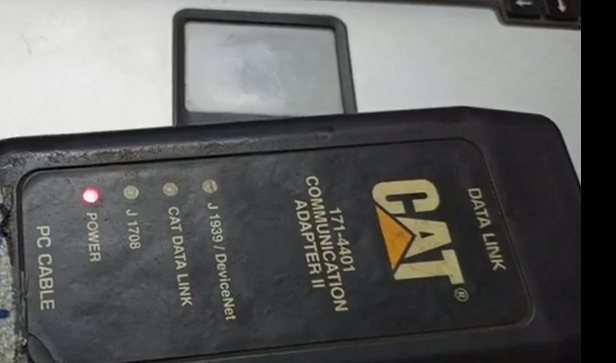 DATA LINK
CAT®
171-4401
COMMUNICATION
ADAPTER II
J 1939 / DeviceNet
CAT DATA LINK
J 1708
POWER
PC CABLE